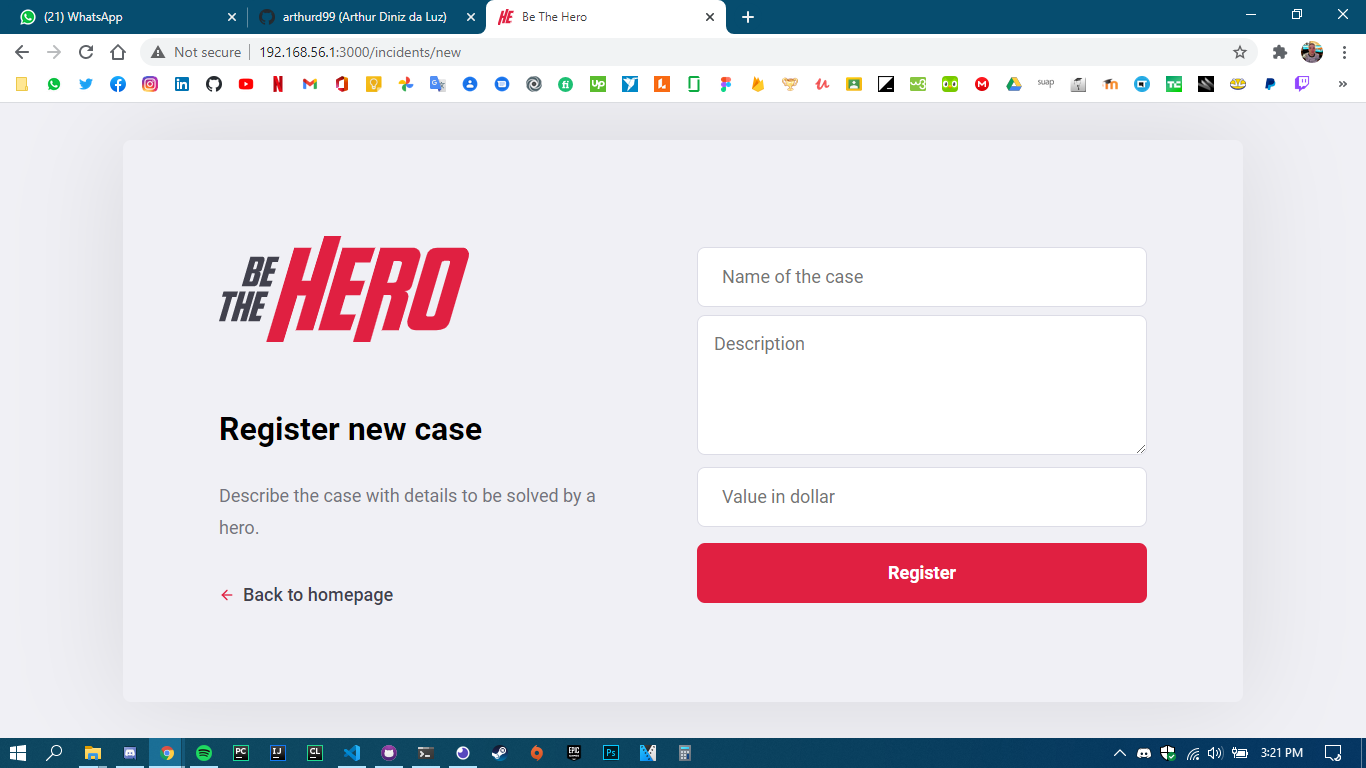 (21) WhatsApp
arthurd99 (Arthur Diniz da Luz)
Be The Hero
Not secure
192.168.56.1:3000/incidents/new
BE
THE
HERO
Register new case
Describe the case with details to be solved by a
hero.
Back to homepage
Name of the case
Description
Value in dollar
Register
3:21 PM